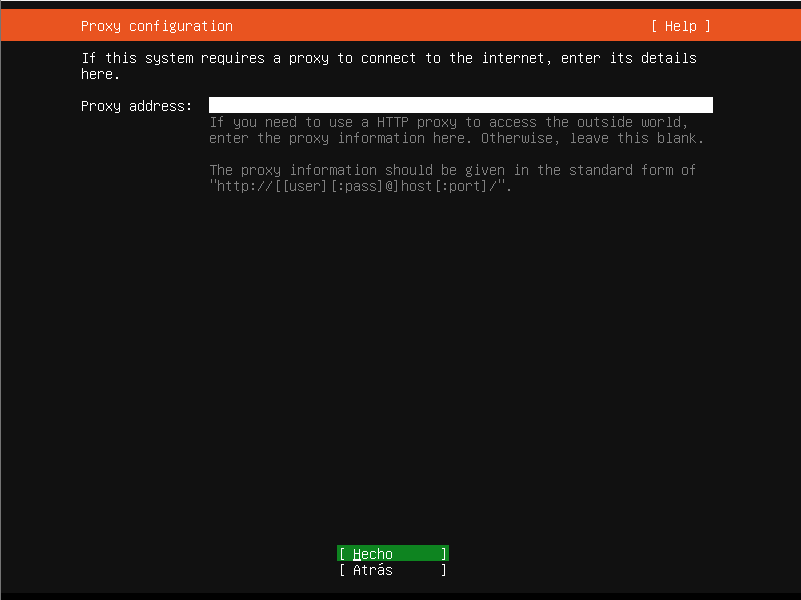 Proxy configuration [ Help ]
If this system requires a proxy to connect to the internet, enter its details
here.
Proxy address:
If you need to use a HTTP proxy to access the outside world,
enter the proxy information here. Otherwise, leave this blank.
The proxy information should be given in the standard form of
"http://[[user][:pass]@]host[:port]/".
[ Hecho ]
[ Atrás ]